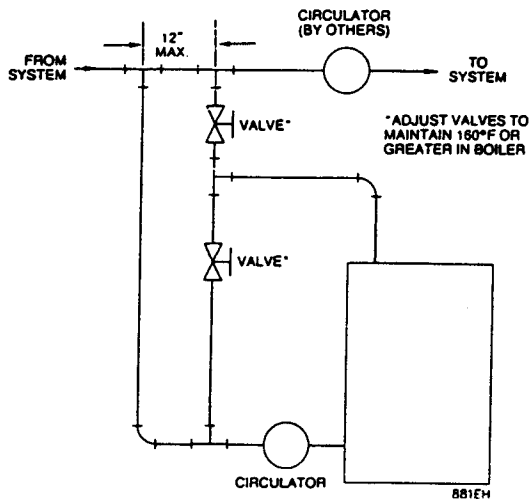 CIRCULATOR
(BY OTHERS)
12"
MAX.
FROM
SYSTEM
TO
SYSTEM
VALVE*
*ADJUST VALVES TO
MAINTAIN 160°F OR
GREATER IN BOILER
VALVE*
CIRCULATOR
881EH